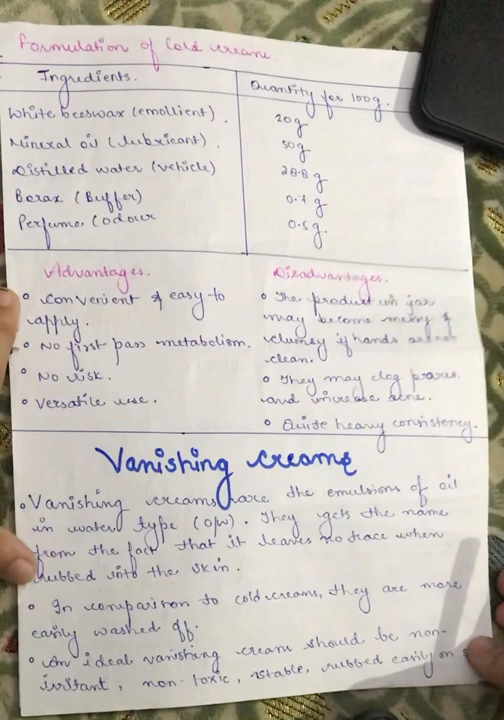 Formulation of Cold cream
Ingredients. Quantity for 100g.
White beeswax (emollient). 20g
Mineral oil (lubricant). 50g
Distilled water (vehicle) 28.8g
Borax (Buffer) 0.7g
Perfume (odour 0.5g.
Advantages.
• Convenient & easy to
apply.
• No first pass metabolism.
• No risk.
• Versatile use.
Disadvantages.
• The product in jar
may become messy &
clumsy if hands
clean.
• They may clog pores
and increase acne.
• Quite heavy consistency.
Vanishing creams
• Vanishing creams are the emulsions of oil
in water type (o/w). They gets the name
from the fact that it leaves no trace when
rubbed into the skin.
• In comparison to cold creams, they are more
easily washed off.
• An ideal vanishing cream should be non-
irritant, non-toxic, stable, rubbed easily on